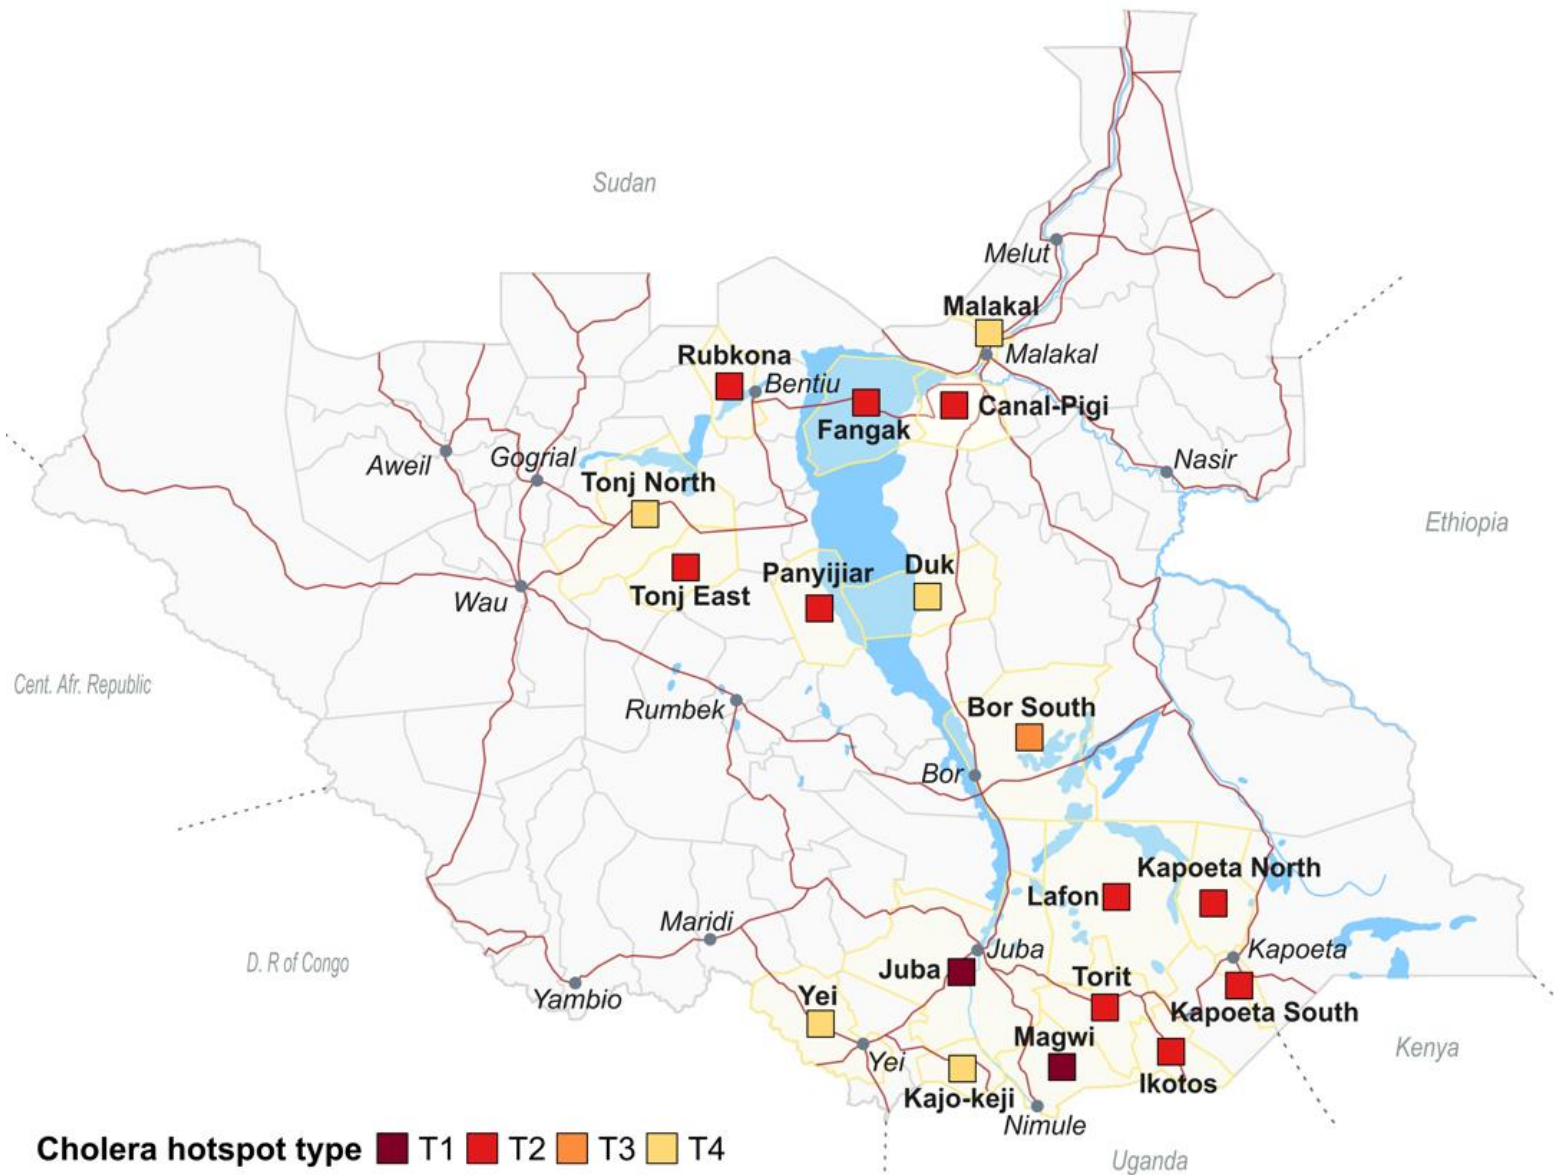 Sudan
Melut
Malakal
Malakal
Rubkona
Bentiu
Fangak
Canal-Pigi
Aweil
Gogrial
Nasir
Tonj North
Ethiopia
Tonj East
Panyijiar
Duk
Wau
Cent. Afr. Republic
Rumbek
Bor South
Bor
Kapoeta North
Lafon
Maridi
Juba
Kapoeta
D. R of Congo
Juba
Torit
Yambio
Yei
Kapoeta South
Magwi
Kenya
Yei
Ikotos
Kajo-keji
Nimule
Cholera hotspot type T1 T2 T3 T4
Uganda